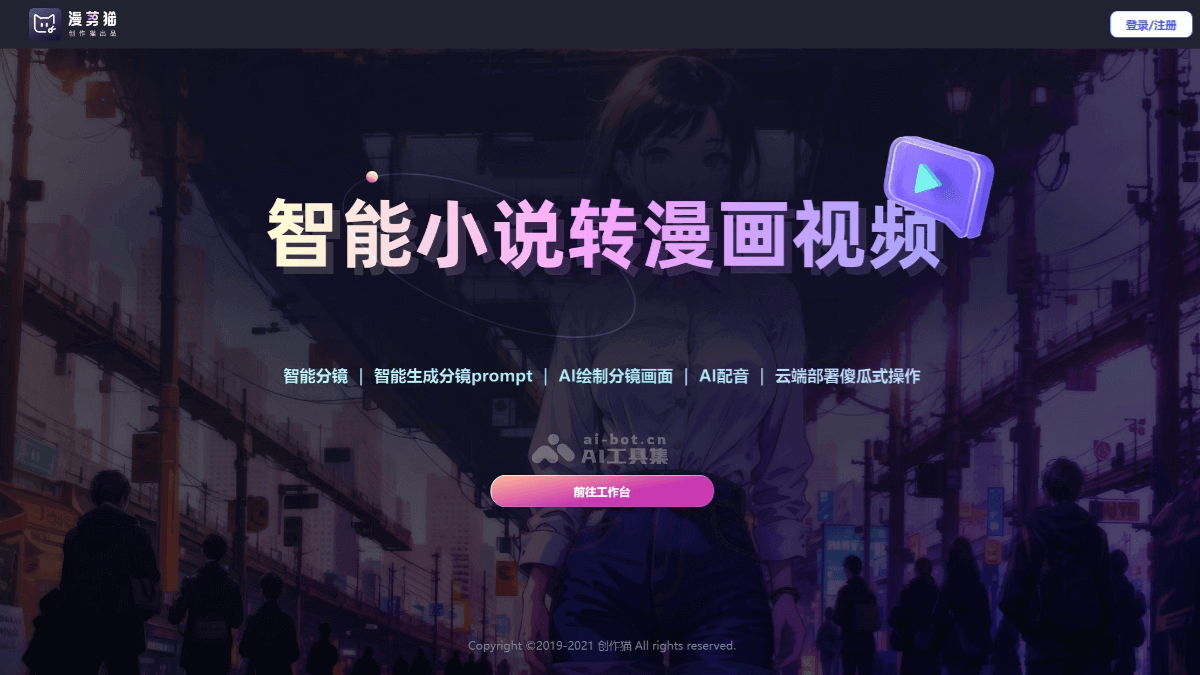 漫剪猫
创作猫出品
登录/注册
智能小说转漫画视频
智能分镜 | 智能生成分镜prompt | AI绘制分镜画面 | AI配音 | 云端部署傻瓜式操作
ai-bot.cn
AI工具集
前往工作台
Copyright ©2019-2021 创作猫 All rights reserved.